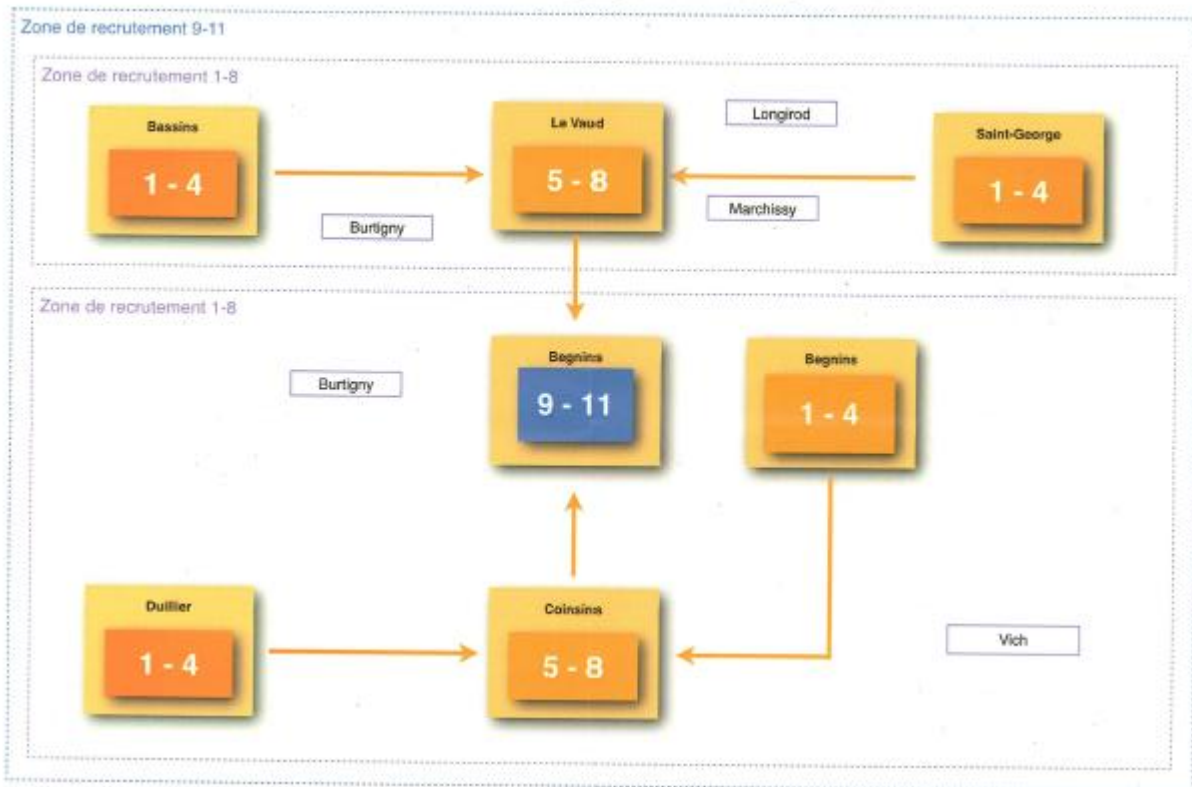 Zone de recrutement 9-11
Zone de recrutement 1-8
Bassins
1 - 4
Le Vaud
5 - 8
Longirod
Saint-George
1 - 4
Burtigny
Marchissy
Zone de recrutement 1-8
Burtigny
Begnins
9 - 11
Begnins
1 - 4
Duillier
1 - 4
Coinsins
5 - 8
Vich